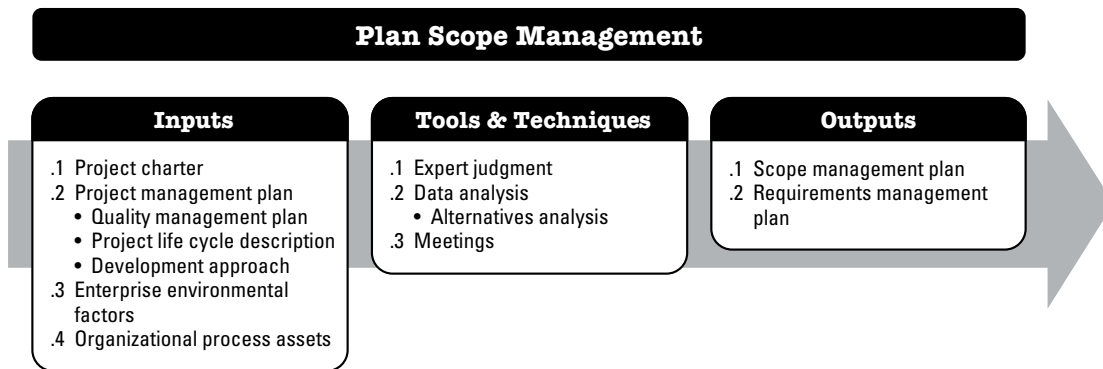 Plan Scope Management
Inputs
.1 Project charter
.2 Project management plan
• Quality management plan
• Project life cycle description
• Development approach
.3 Enterprise environmental
factors
.4 Organizational process assets
Tools & Techniques
.1 Expert judgment
.2 Data analysis
• Alternatives analysis
.3 Meetings
Outputs
.1 Scope management plan
.2 Requirements management
plan